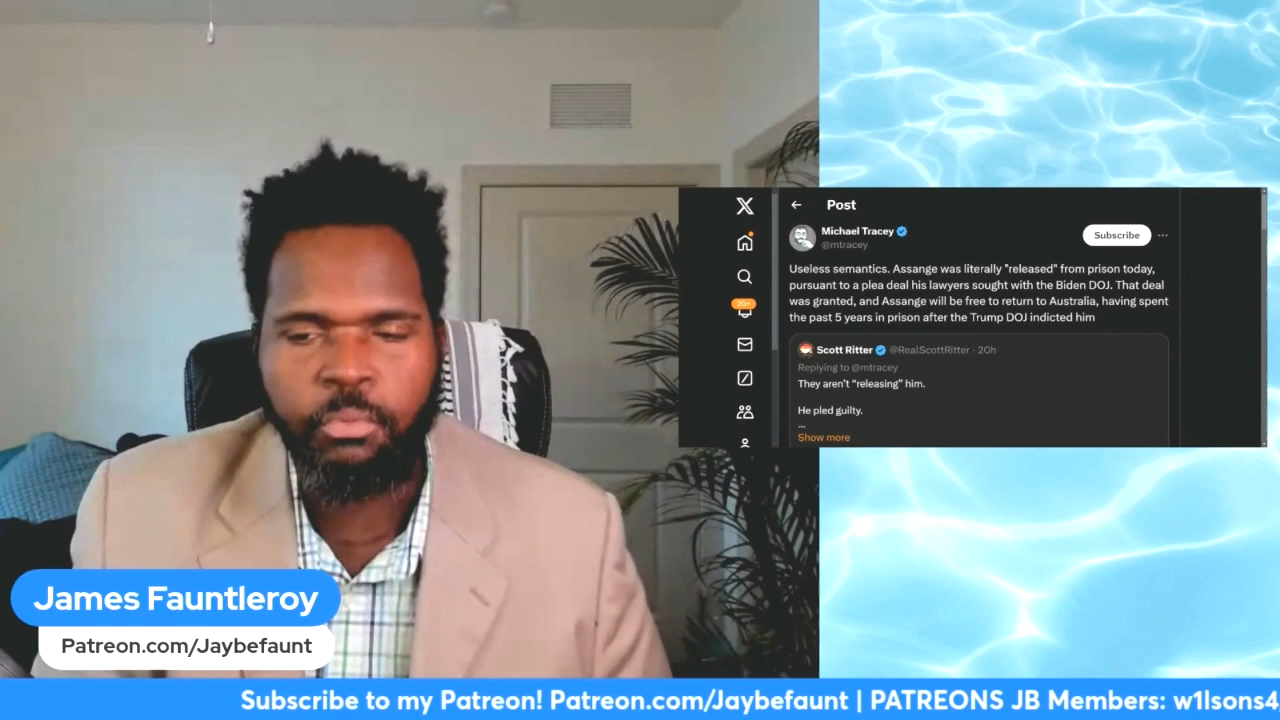 Post
Michael Tracey
@mtracey
Subscribe
Useless semantics. Assange was literally "released" from prison today,
pursuant to a plea deal his lawyers sought with the Biden DOJ. That deal
was granted, and Assange will be free to return to Australia, having spent
the past 5 years in prison after the Trump DOJ indicted him
20+
Scott Ritter @RealScottRitter · 20h
Replying to @mtracey
They aren't "releasing" him.
He pled guilty.
...
Show more
James Fauntleroy
Patreon.com/Jaybefaunt
Subscribe to my Patreon! Patreon.com/Jaybefaunt | PATREONS JB Members: w1lsons4